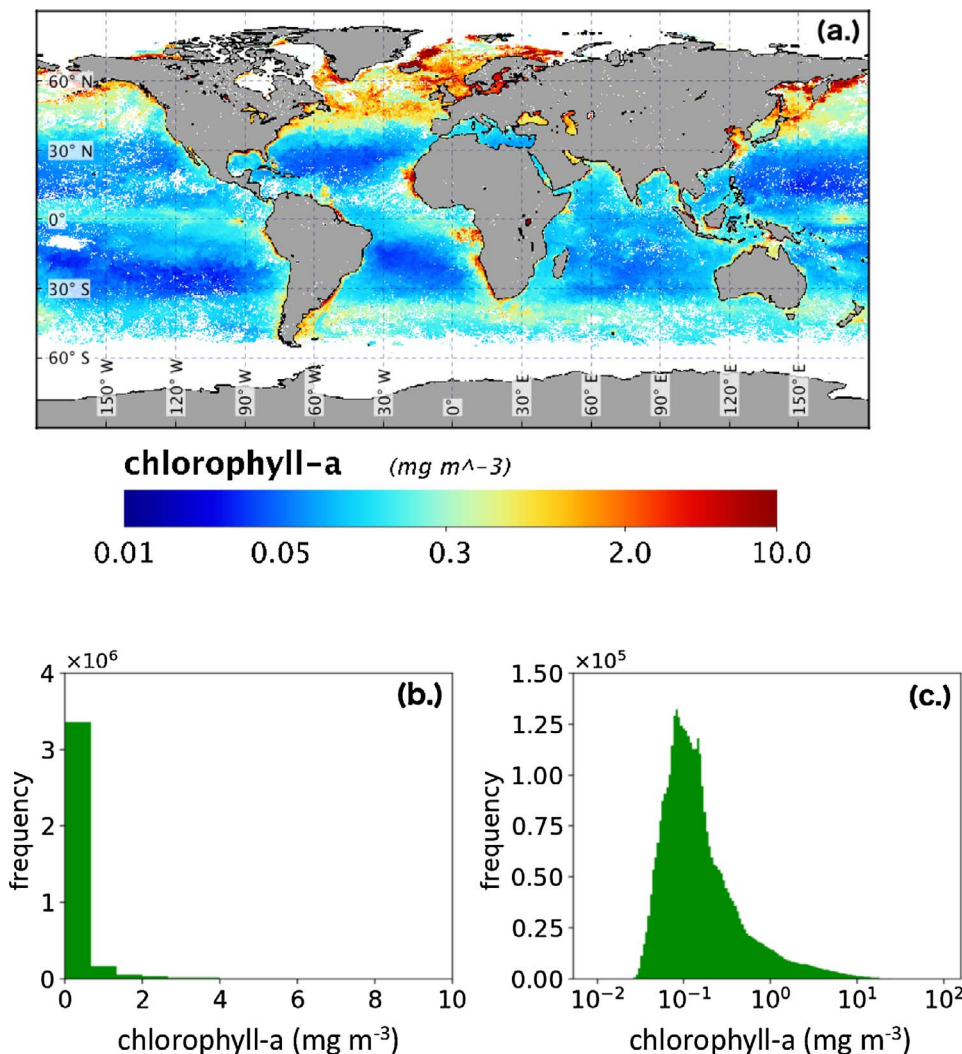 (a.)
60° N
30° N
0°
30° S
60° S
150° W
120° W
90° W
60° W
30° W
0°
30° E
60° E
90° E
120° E
150° E
chlorophyll-a (mg m^-3)
0.01 0.05 0.3 2.0 10.0
×10⁶
(b.)
4
3
2
1
0
frequency
0 2 4 6 8 10
chlorophyll-a (mg m⁻³)
×10⁵
(c.)
1.50
1.25
1.00
0.75
0.50
0.25
0.00
frequency
10⁻² 10⁻¹ 10⁰ 10¹ 10²
chlorophyll-a (mg m⁻³)